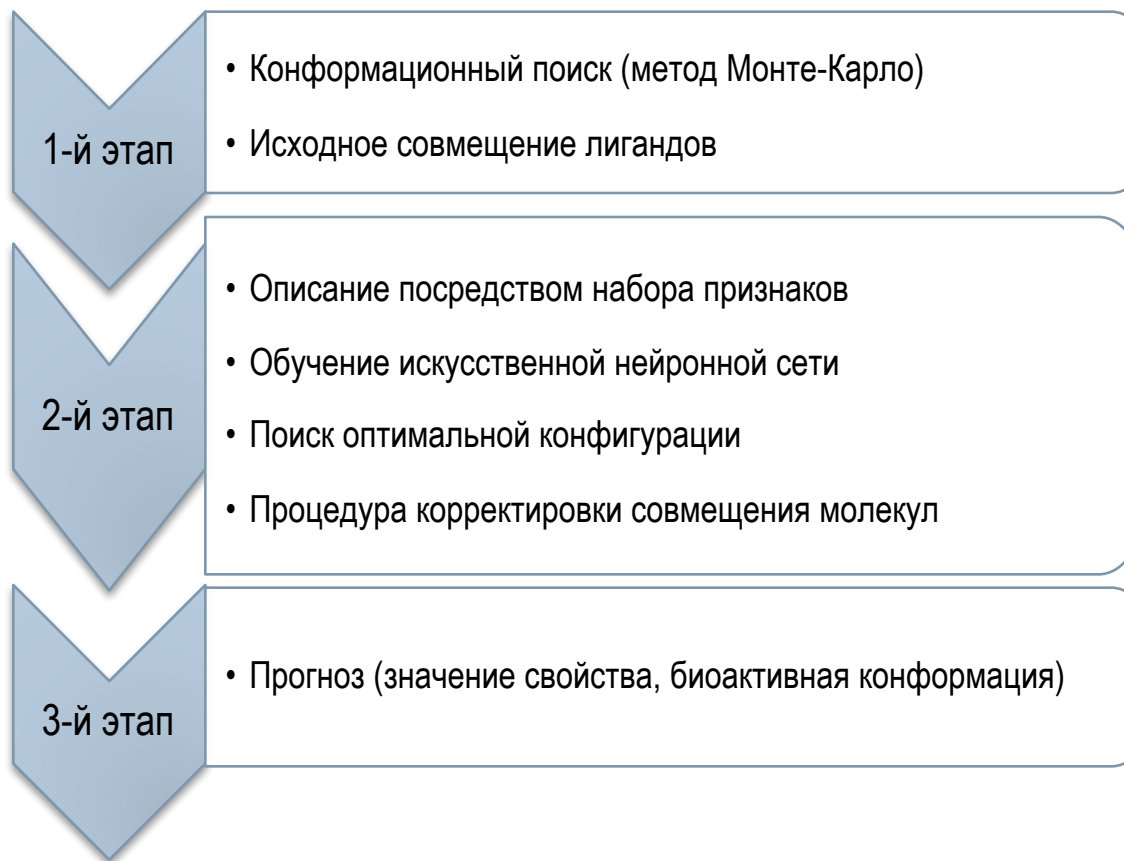 1-й этап
• Конформационный поиск (метод Монте-Карло)
• Исходное совмещение лигандов
2-й этап
• Описание посредством набора признаков
• Обучение искусственной нейронной сети
• Поиск оптимальной конфигурации
• Процедура корректировки совмещения молекул
3-й этап
• Прогноз (значение свойства, биоактивная конформация)